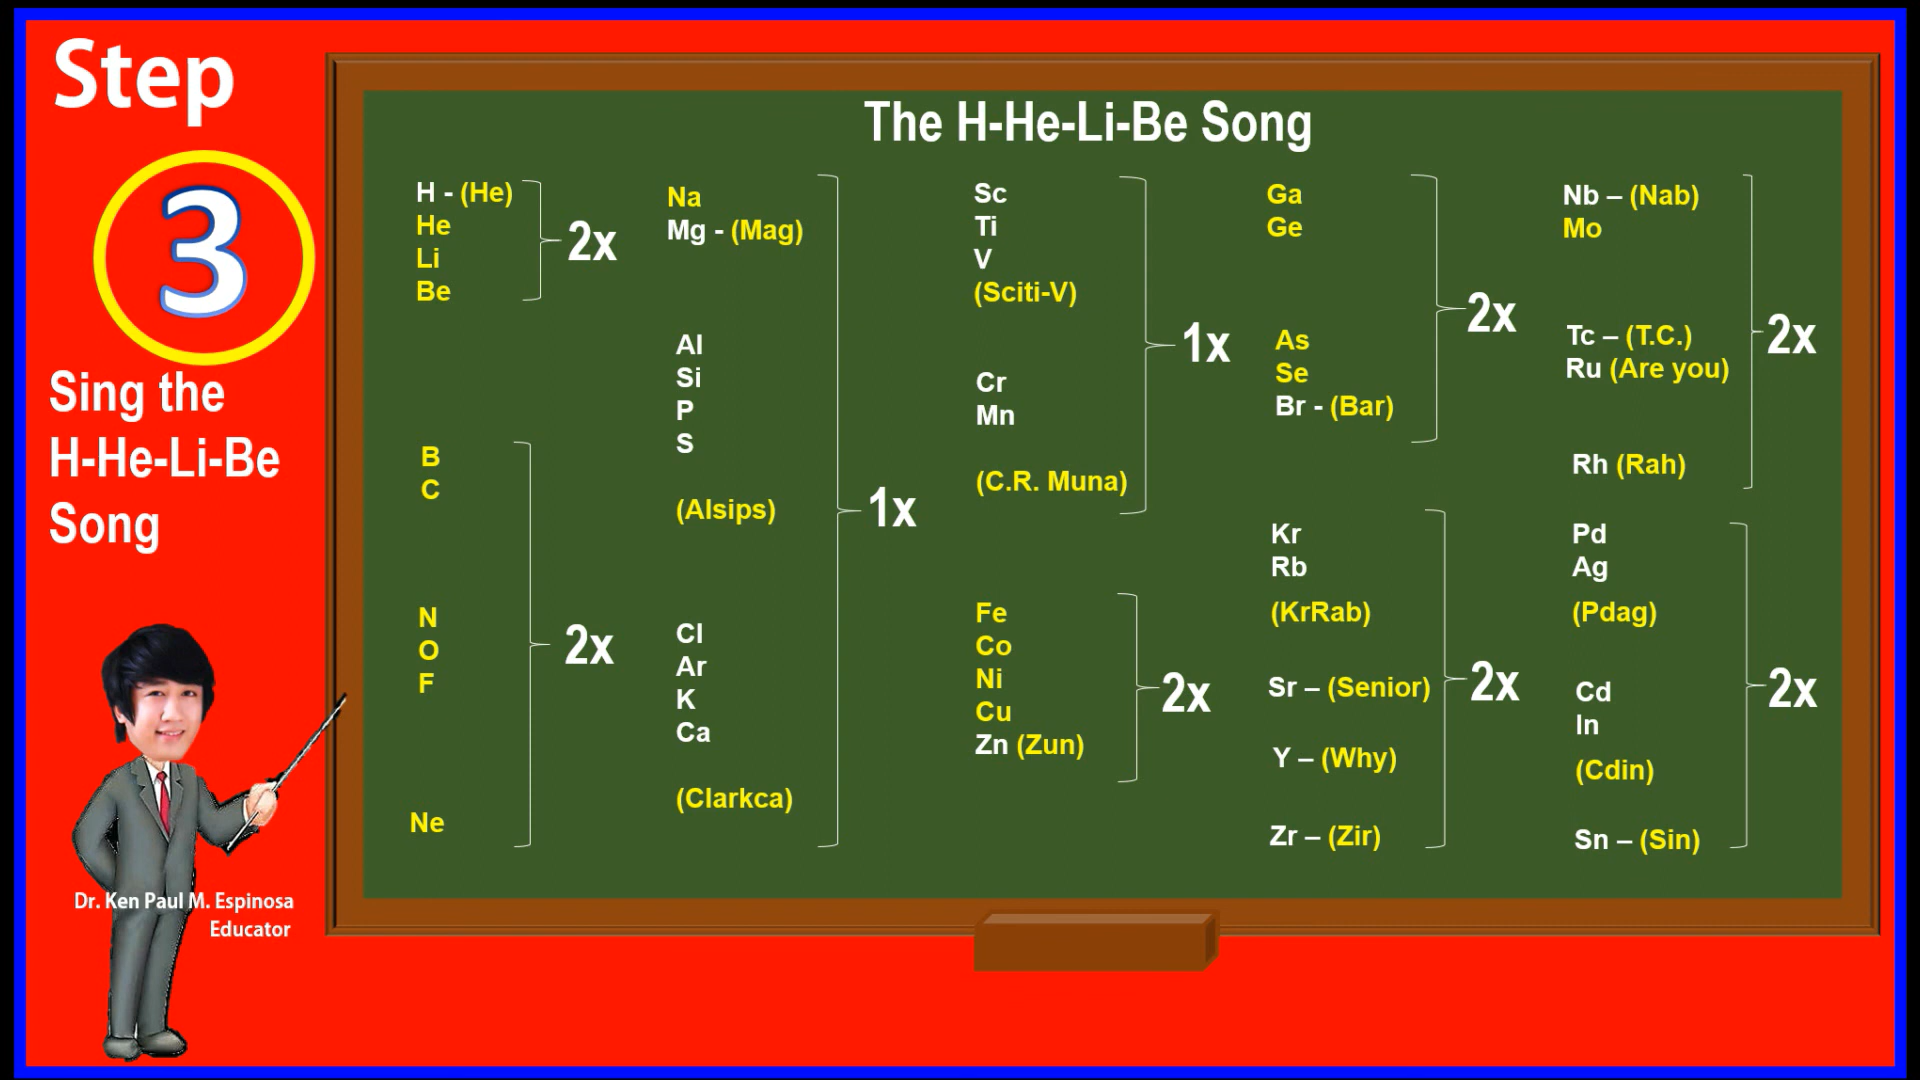 Step
3
Sing the
H-He-Li-Be
Song
Dr. Ken Paul M. Espinosa
Educator
The H-He-Li-Be Song
H - (He)
He
Li
Be
2x
B
C
N
O
F
Ne
2x
Na
Mg - (Mag)
Al
Si
P
S
(Alsips)
Cl
Ar
K
Ca
(Clarkca)
1x
Sc
Ti
V
(Sciti-V)
Cr
Mn
(C.R. Muna)
1x
Fe
Co
Ni
Cu
Zn (Zun)
2x
Ga
Ge
As
Se
Br - (Bar)
2x
Kr
Rb
(KrRab)
Sr – (Senior)
Y – (Why)
Zr – (Zir)
2x
Nb – (Nab)
Mo
Tc – (T.C.)
Ru (Are you)
Rh (Rah)
2x
Pd
Ag
(Pdag)
Cd
In
(Cdin)
Sn – (Sin)
2x